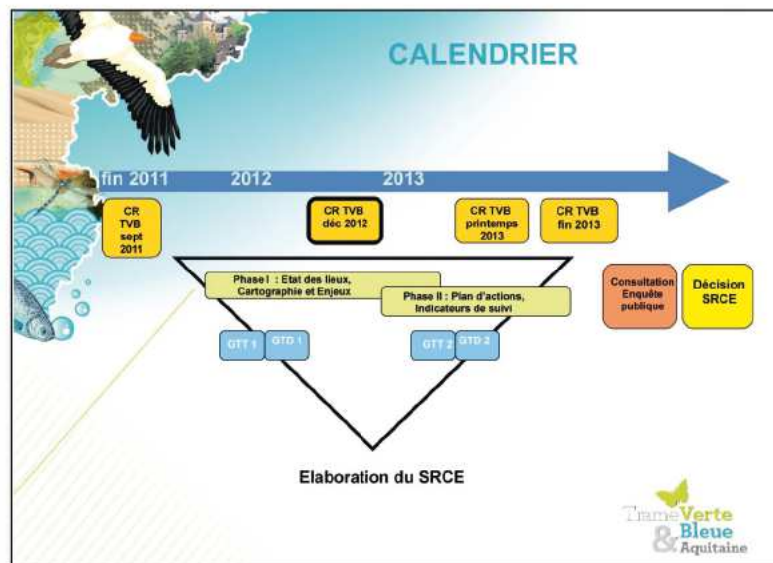 CALENDRIER
fin 2011 2012 2013
CR
TVB
sept
2011
CR TVB
déc 2012
CR TVB
printemps
2013
CR TVB
fin 2013
Phase I : Etat des lieux,
Cartographie et Enjeux
Phase II : Plan d'actions,
Indicateurs de suivi
Consultation
Enquête
publique
Décision
SRCE
GTT 1
GTD 1
GTT 2
GTD 2
Elaboration du SRCE
Trame Verte
& Bleue
Aquitaine